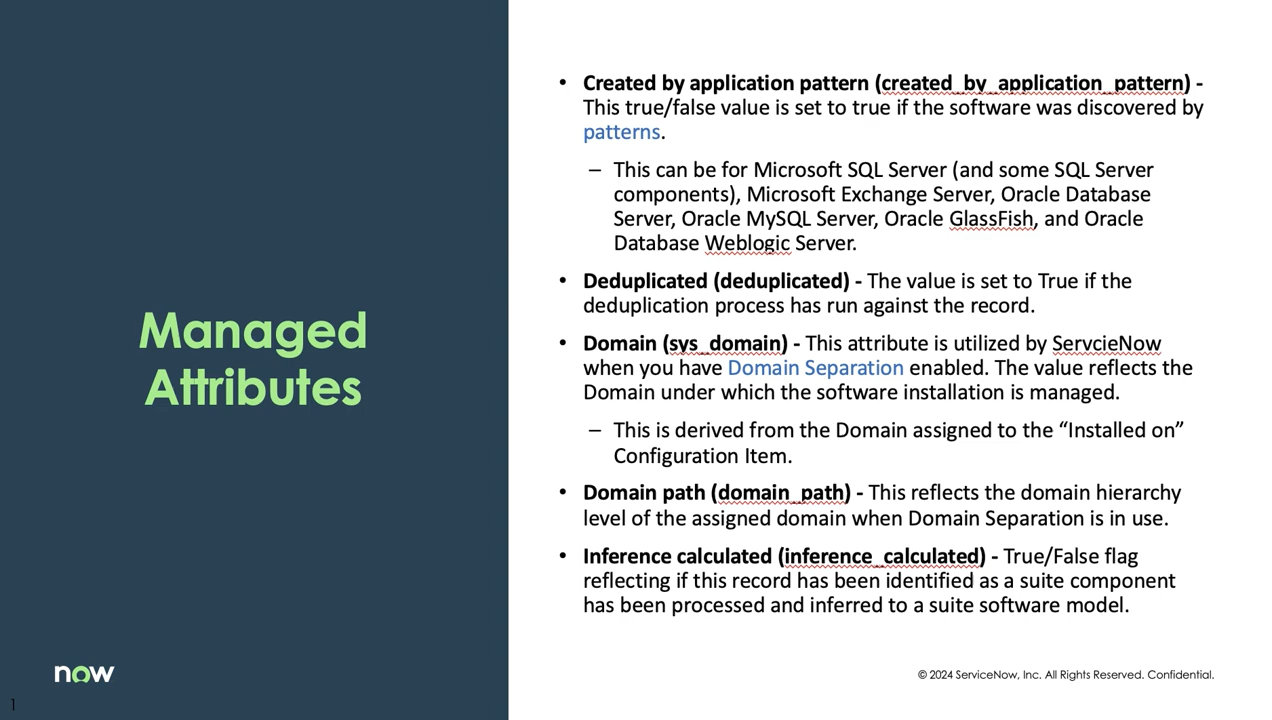 Managed
Attributes
• Created by application pattern (created_by_application_pattern) -
This true/false value is set to true if the software was discovered by
patterns.
– This can be for Microsoft SQL Server (and some SQL Server
components), Microsoft Exchange Server, Oracle Database
Server, Oracle MySQL Server, Oracle GlassFish, and Oracle
Database Weblogic Server.
• Deduplicated (deduplicated) - The value is set to True if the
deduplication process has run against the record.
• Domain (sys_domain) - This attribute is utilized by ServcieNow
when you have Domain Separation enabled. The value reflects the
Domain under which the software installation is managed.
– This is derived from the Domain assigned to the “Installed on”
Configuration Item.
• Domain path (domain_path) - This reflects the domain hierarchy
level of the assigned domain when Domain Separation is in use.
• Inference calculated (inference_calculated) - True/False flag
reflecting if this record has been identified as a suite component
has been processed and inferred to a suite software model.
now
© 2024 ServiceNow, Inc. All Rights Reserved. Confidential.
1